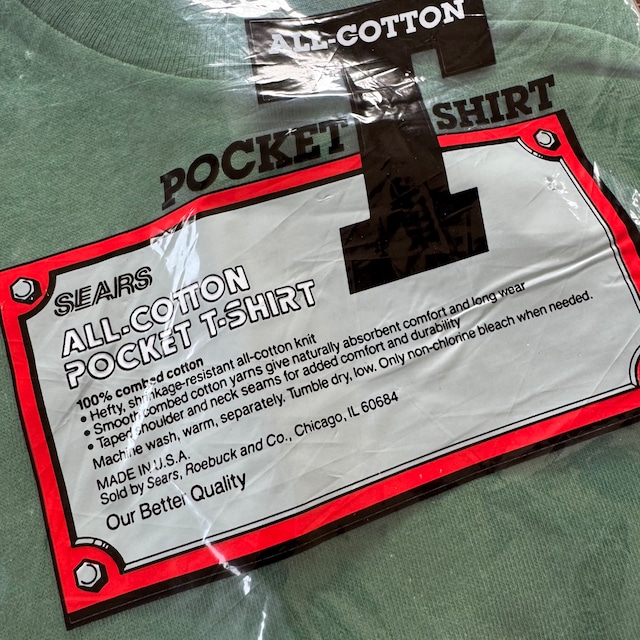 ALL-COTTON
T
POCKET SHIRT
SEARS
ALL-COTTON
POCKET T-SHIRT
100% combed cotton
• Hefty, shrinkage-resistant all-cotton knit
• Smooth combed cotton yarns give naturally absorbent comfort and long wear
• Taped shoulder and neck seams for added comfort and durability
Machine wash, warm, separately. Tumble dry, low. Only non-chlorine bleach when needed.
MADE IN U.S.A.
Sold by Sears, Roebuck and Co., Chicago, IL 60684
Our Better Quality